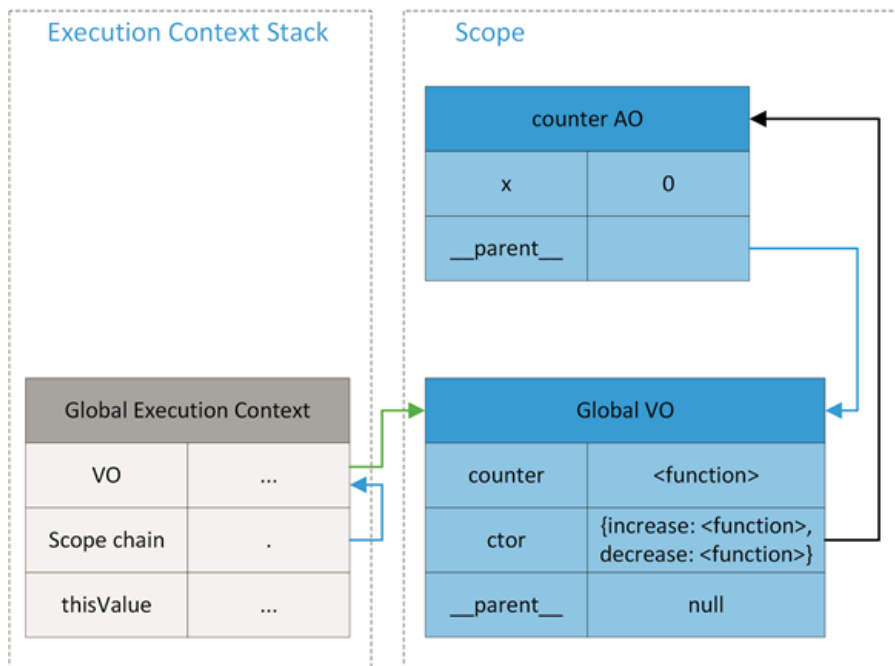 Execution Context Stack
Scope
counter AO
x 0
__parent__
Global Execution Context
VO ...
Scope chain .
thisValue ...
Global VO
counter <function>
ctor {increase: <function>,
decrease: <function>}
__parent__ null